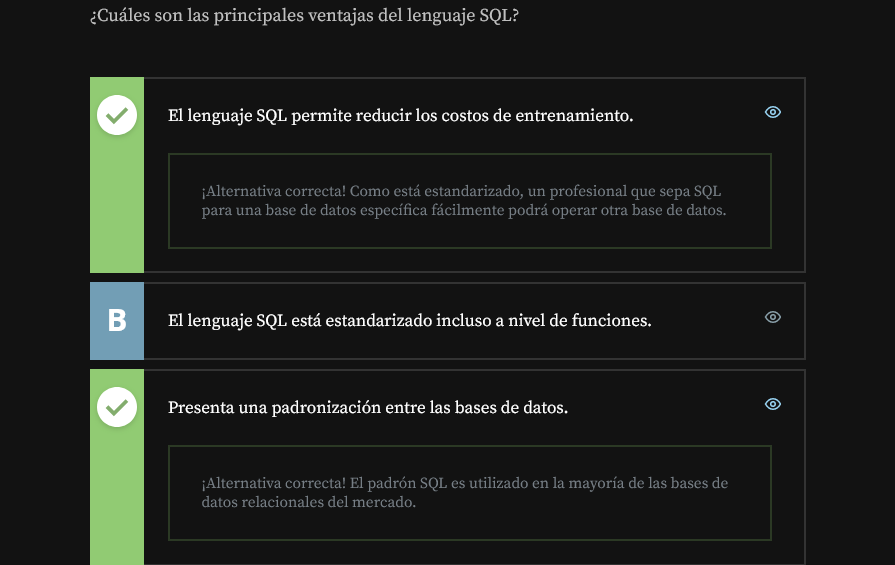 ¿Cuáles son las principales ventajas del lenguaje SQL?
El lenguaje SQL permite reducir los costos de entrenamiento.
¡Alternativa correcta! Como está estandarizado, un profesional que sepa SQL
para una base de datos específica fácilmente podrá operar otra base de datos.
B
El lenguaje SQL está estandarizado incluso a nivel de funciones.
Presenta una padronización entre las bases de datos.
¡Alternativa correcta! El padrón SQL es utilizado en la mayoría de las bases de
datos relacionales del mercado.